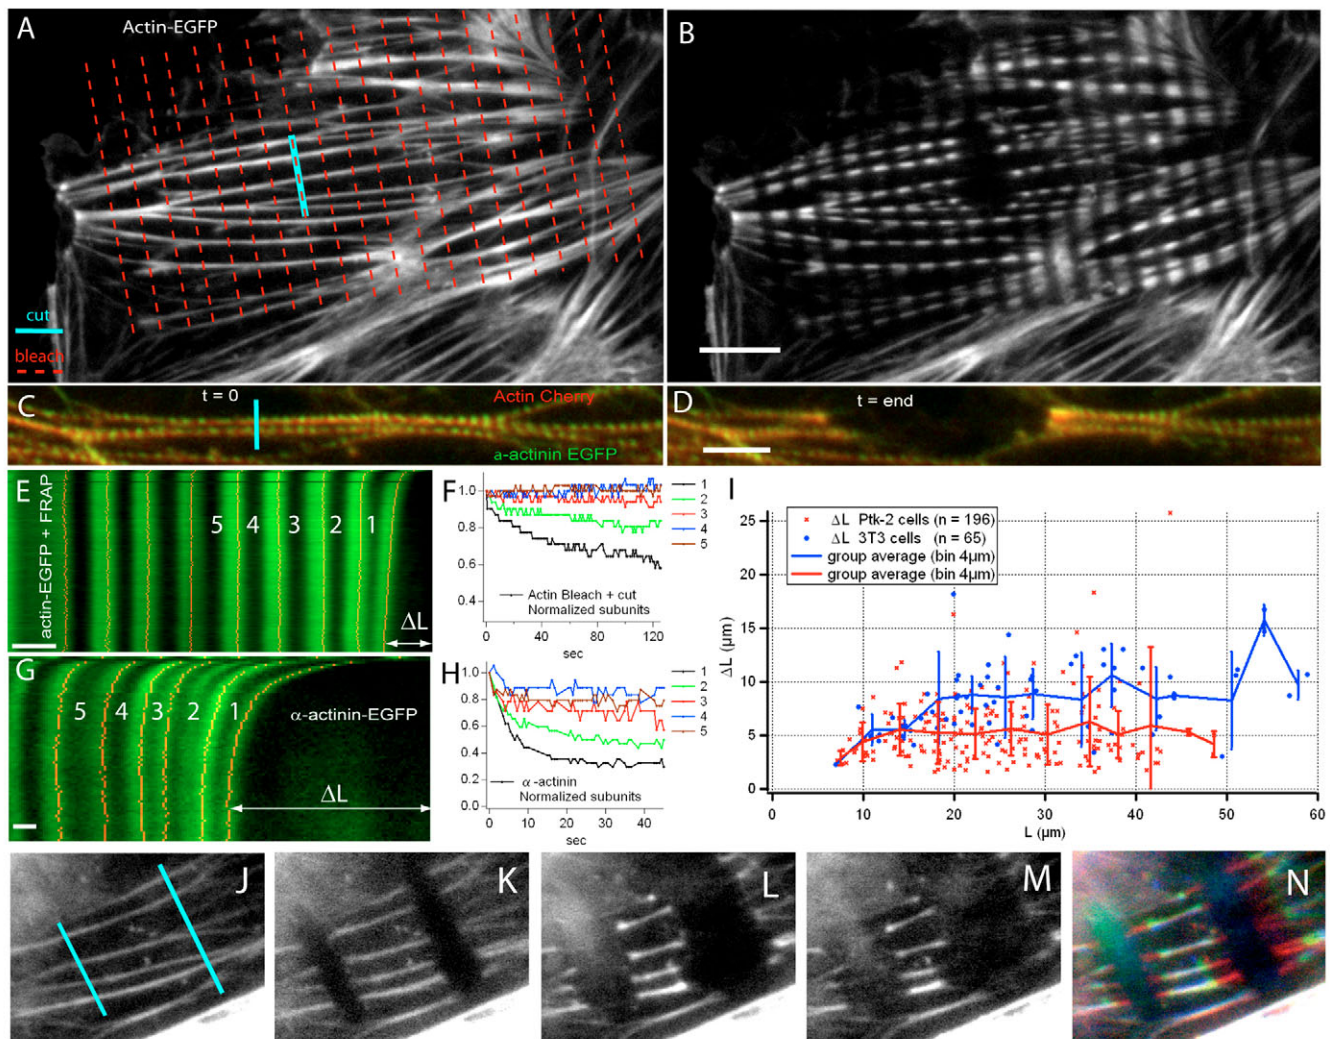 A
Actin-EGFP
cut
bleach
B
C
t = 0
Actin Cherry
a-actinin EGFP
D
t = end
E
actin-EGFP + FRAP
5
4
3
2
1
ΔL
F
1.0
0.8
0.6
0.4
1
2
3
4
5
Actin Bleach + cut
Normalized subunits
0
40
80
120
sec
G
5
4
3
2
1
α-actinin-EGFP
ΔL
H
1.0
0.8
0.6
0.4
0.2
0.0
1
2
3
4
5
α -actinin
Normalized subunits
0
10
20
30
40
sec
I
ΔL Ptk-2 cells (n = 196)
ΔL 3T3 cells (n = 65)
group average (bin 4µm)
group average (bin 4µm)
25
20
15
10
5
0
ΔL (µm)
0
10
20
30
40
50
60
L (µm)
J
K
L
M
N